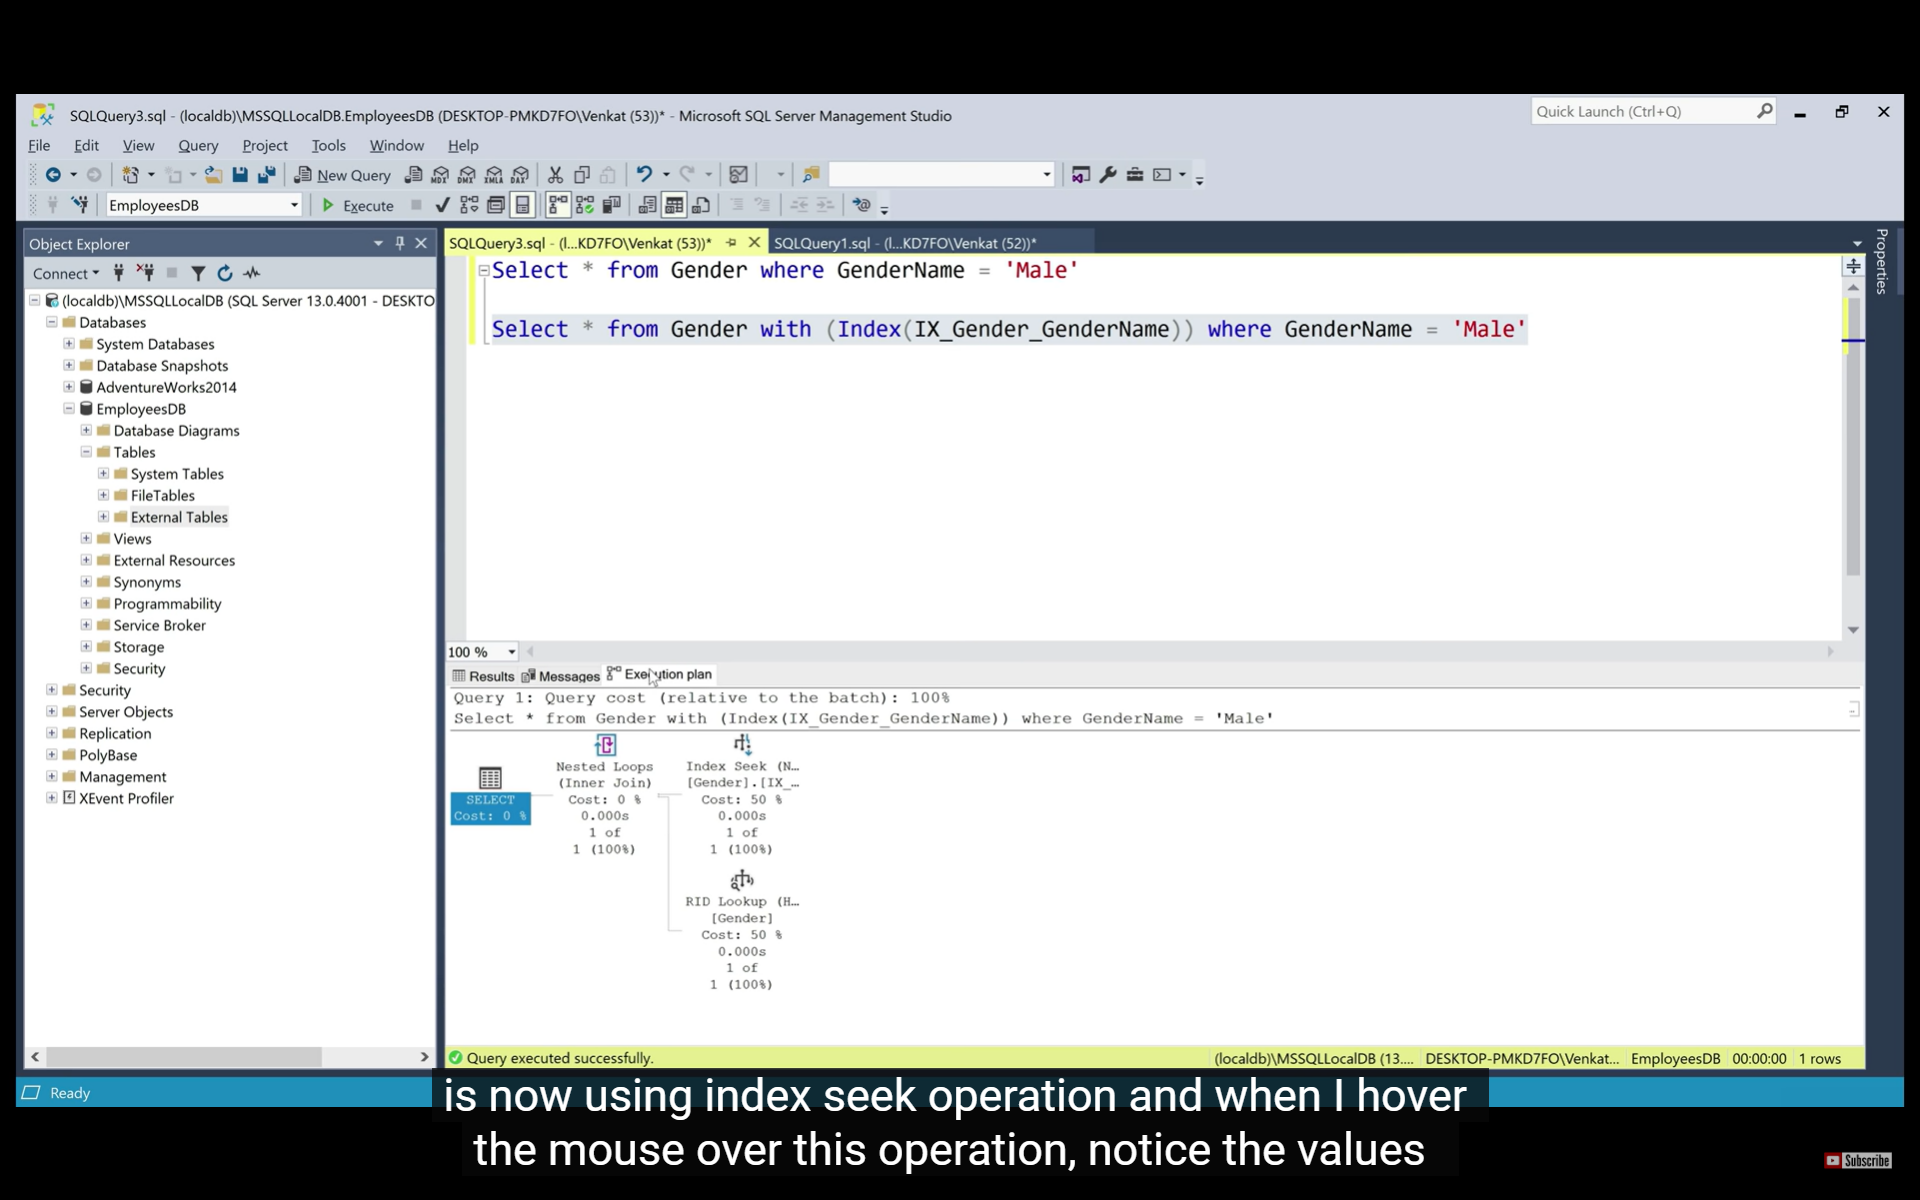 SQLQuery3.sql - (localdb)\MSSQLLocalDB.EmployeesDB (DESKTOP-PMKD7FO\Venkat (53))* - Microsoft SQL Server Management Studio
Quick Launch (Ctrl+Q)
File Edit View Query Project Tools Window Help
New Query
MDX DMX XMLA DAX
EmployeesDB
Execute
Object Explorer
SQLQuery3.sql - (l...KD7FO\Venkat (53))*
SQLQuery1.sql - (l...KD7FO\Venkat (52))*
Properties
Connect
(localdb)\MSSQLLocalDB (SQL Server 13.0.4001 - DESKTO
Databases
System Databases
Database Snapshots
AdventureWorks2014
EmployeesDB
Database Diagrams
Tables
System Tables
FileTables
External Tables
Views
External Resources
Synonyms
Programmability
Service Broker
Storage
Security
Security
Server Objects
Replication
PolyBase
Management
XEvent Profiler
Select * from Gender where GenderName = 'Male'
Select * from Gender with (Index(IX_Gender_GenderName)) where GenderName = 'Male'
100 %
Results Messages Execution plan
Query 1: Query cost (relative to the batch): 100%
Select * from Gender with (Index(IX_Gender_GenderName)) where GenderName = 'Male'
SELECT
Cost: 0 %
Nested Loops
(Inner Join)
Cost: 0 %
0.000s
1 of
1 (100%)
Index Seek (N...
[Gender].[IX_...
Cost: 50 %
0.000s
1 of
1 (100%)
RID Lookup (H...
[Gender]
Cost: 50 %
0.000s
1 of
1 (100%)
Query executed successfully.
(localdb)\MSSQLLocalDB (13.... DESKTOP-PMKD7FO\Venkat... EmployeesDB 00:00:00 1 rows
Ready
is now using index seek operation and when I hover
the mouse over this operation, notice the values
Subscribe